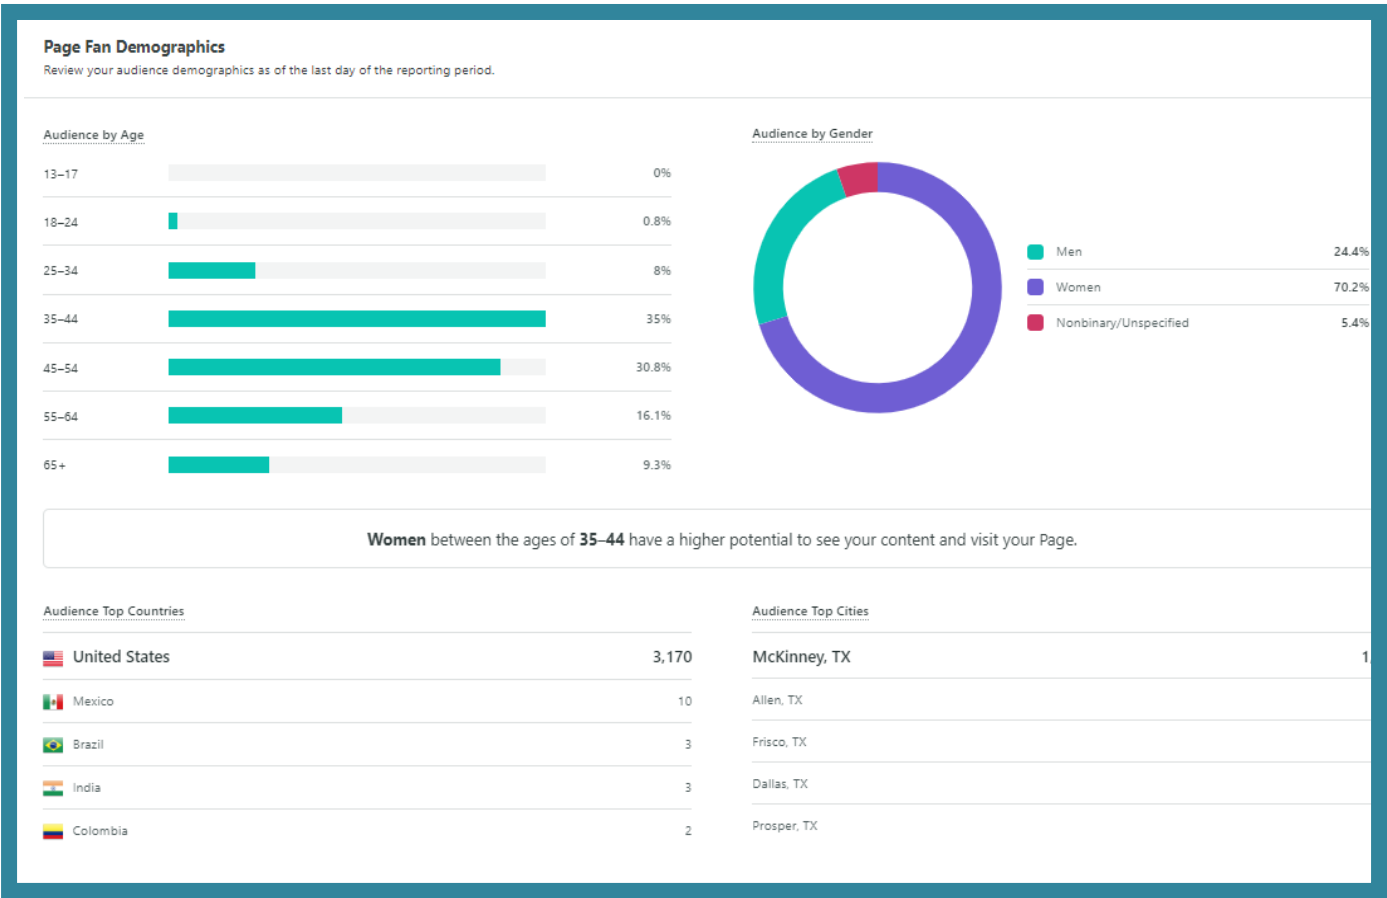 Page Fan Demographics
Review your audience demographics as of the last day of the reporting period.
Audience by Age
13–17 0%
18–24 0.8%
25–34 8%
35–44 35%
45–54 30.8%
55–64 16.1%
65+ 9.3%
Audience by Gender
Men 24.4%
Women 70.2%
Nonbinary/Unspecified 5.4%
Women between the ages of 35–44 have a higher potential to see your content and visit your Page.
Audience Top Countries
United States 3,170
Mexico 10
Brazil 3
India 3
Colombia 2
Audience Top Cities
McKinney, TX 1,
Allen, TX
Frisco, TX
Dallas, TX
Prosper, TX